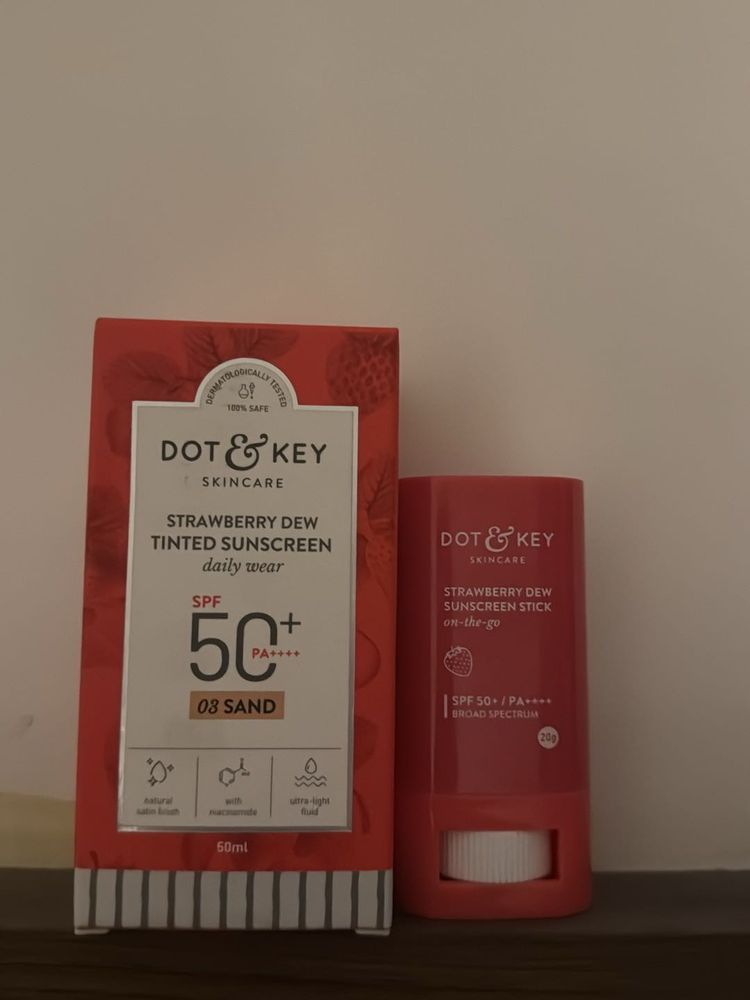 DERMATOLOGICALLY TESTED
100% SAFE
DOT & KEY
SKINCARE
STRAWBERRY DEW
TINTED SUNSCREEN
daily wear
SPF
50+
PA++++
03 SAND
natural
satin finish
with
niacinamide
ultra-light
fluid
50ml
DOT & KEY
SKINCARE
STRAWBERRY DEW
SUNSCREEN STICK
on-the-go
SPF 50+ / PA++++
BROAD SPECTRUM
20g